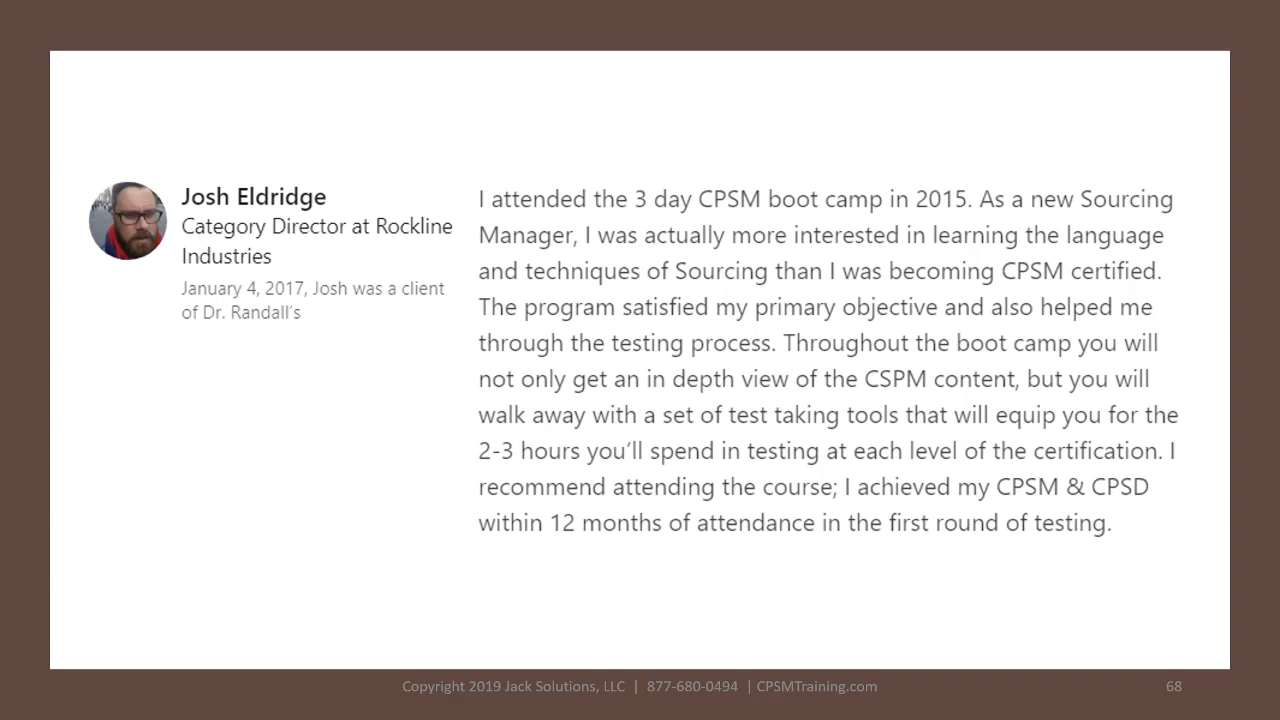 Josh Eldridge
Category Director at Rockline
Industries
January 4, 2017, Josh was a client
of Dr. Randall's
I attended the 3 day CPSM boot camp in 2015. As a new Sourcing
Manager, I was actually more interested in learning the language
and techniques of Sourcing than I was becoming CPSM certified.
The program satisfied my primary objective and also helped me
through the testing process. Throughout the boot camp you will
not only get an in depth view of the CSPM content, but you will
walk away with a set of test taking tools that will equip you for the
2-3 hours you'll spend in testing at each level of the certification. I
recommend attending the course; I achieved my CPSM & CPSD
within 12 months of attendance in the first round of testing.
Copyright 2019 Jack Solutions, LLC | 877-680-0494 | CPSMTraining.com
68